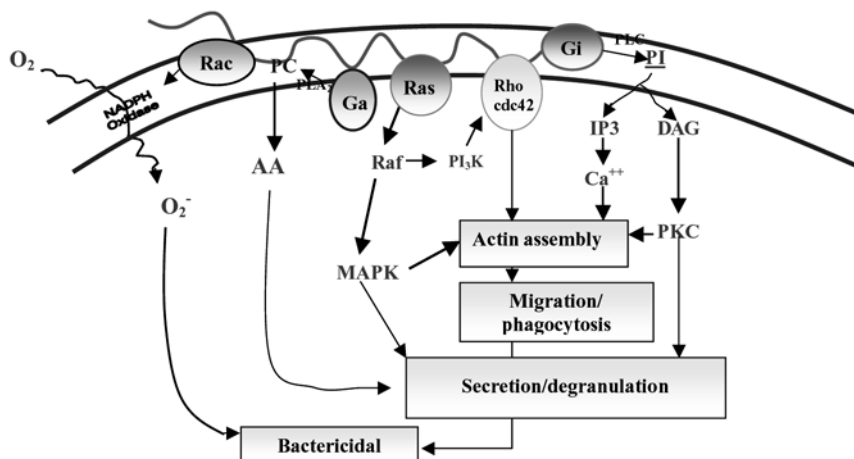 O₂
Rac
PC
PLA₂
Ga
Ras
Rho
cdc42
Gi
PLC
PI
NADPH
Oxidase
AA
Raf
PI₃K
IP3
DAG
Ca⁺⁺
O₂⁻
Actin assembly
PKC
MAPK
Migration/
phagocytosis
Secretion/degranulation
Bactericidal